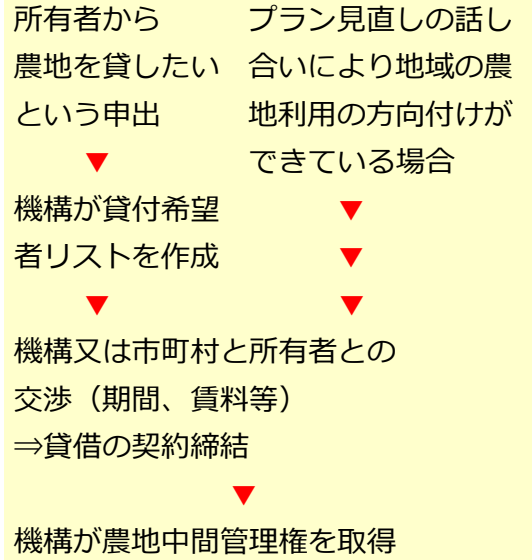 所有者から
農地を貸したい
という申出
▼
機構が貸付希望
者リストを作成
▼
プラン見直しの話し
合いにより地域の農
地利用の方向付けが
できている場合
▼
▼
▼
機構又は市町村と所有者との
交渉（期間、賃料等）
⇒貸借の契約締結
▼
機構が農地中間管理権を取得